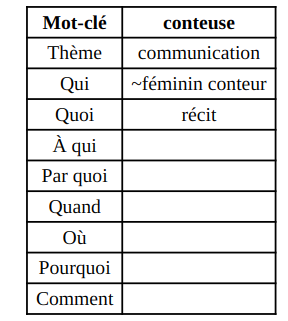 Mot-clé conteuse
Thème communication
Qui ~féminin conteur
Quoi récit
À qui
Par quoi
Quand
Où
Pourquoi
Comment